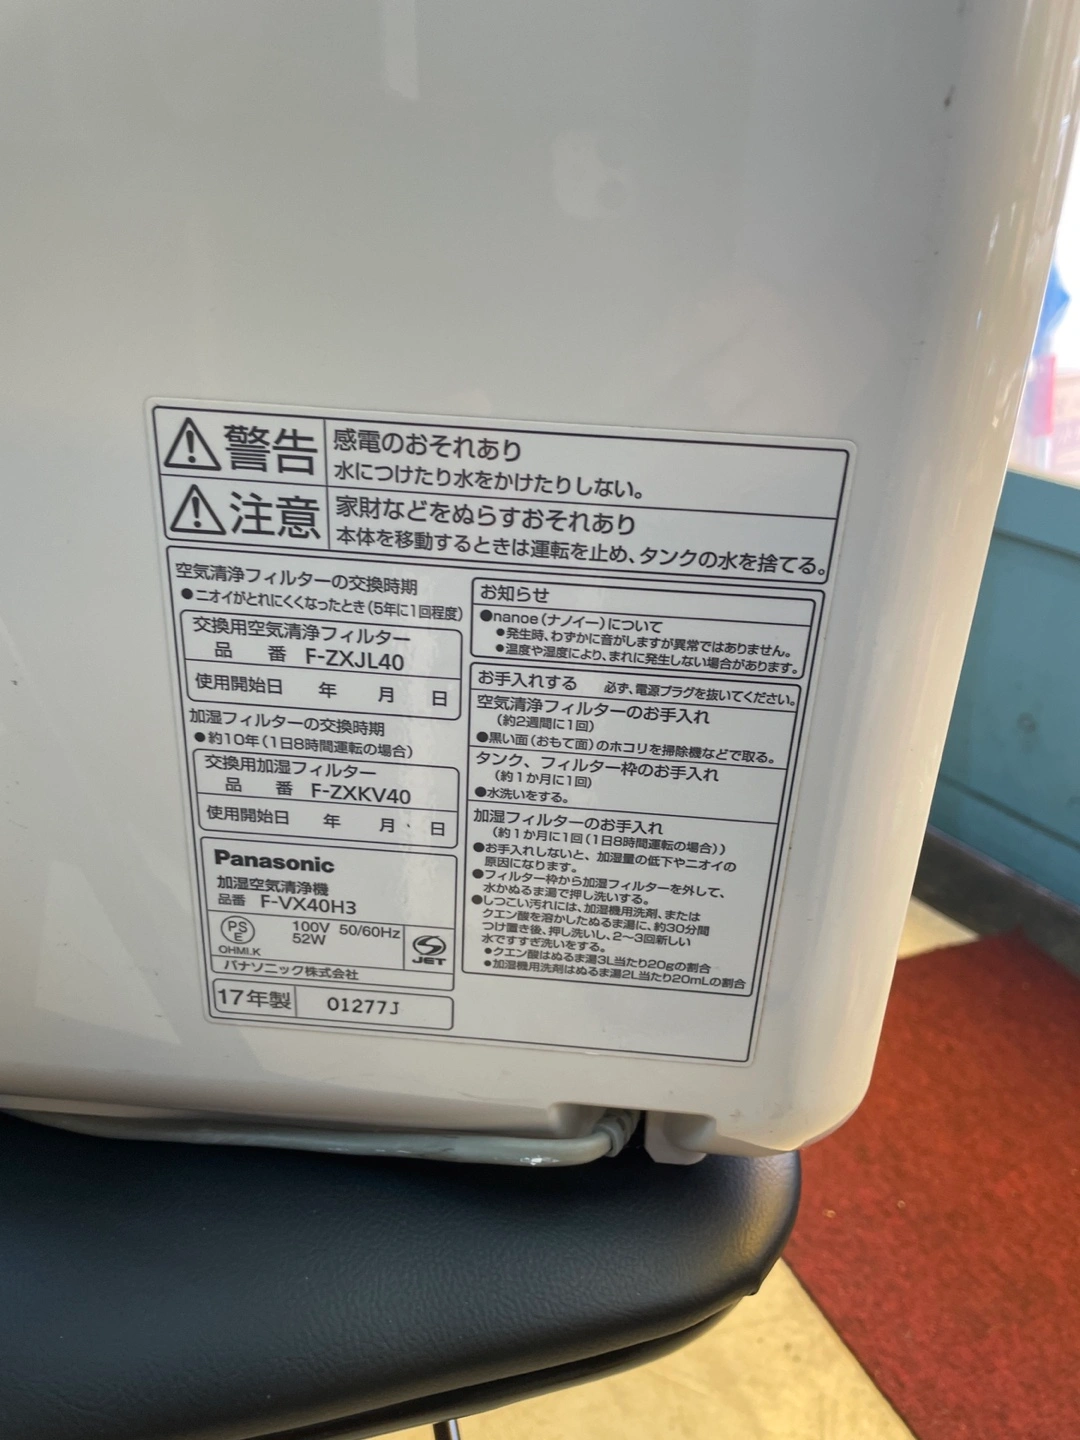 警告
感電のおそれあり
水につけたり水をかけたりしない。
注意
家財などをぬらすおそれあり
本体を移動するときは運転を止め、タンクの水を捨てる。
空気清浄フィルターの交換時期
●ニオイがとれにくくなったとき(5年に1回程度)
交換用空気清浄フィルター
品 番 F-ZXJL40
使用開始日 年 月 日
加湿フィルターの交換時期
●約10年(1日8時間運転の場合)
交換用加湿フィルター
品 番 F-ZXKV40
使用開始日 年 月 日
Panasonic
加湿空気清浄機
品番 F-VX40H3
PS
E
OHMI.K
100V 50/60Hz
52W
JET
パナソニック株式会社
17年製 01277J
お知らせ
●nanoe(ナノイー)について
●発生時、わずかに音がしますが異常ではありません。
●温度や湿度により、まれに発生しない場合があります。
お手入れする 必ず、電源プラグを抜いてください。
空気清浄フィルターのお手入れ
(約2週間に1回)
●黒い面(おもて面)のホコリを掃除機などで取る。
タンク、フィルター枠のお手入れ
(約1か月に1回)
●水洗いをする。
加湿フィルターのお手入れ
(約1か月に1回(1日8時間運転の場合))
●お手入れしないと、加湿量の低下やニオイの
原因になります。
●フィルター枠から加湿フィルターを外して、
水かぬるま湯で押し洗いする。
●しつこい汚れには、加湿機用洗剤、または
クエン酸を溶かしたぬるま湯に、約30分間
つけ置き後、押し洗いし、2〜3回新しい
水ですすぎ洗いをする。
●クエン酸はぬるま湯3L当たり20gの割合
●加湿機用洗剤はぬるま湯2L当たり20mLの割合